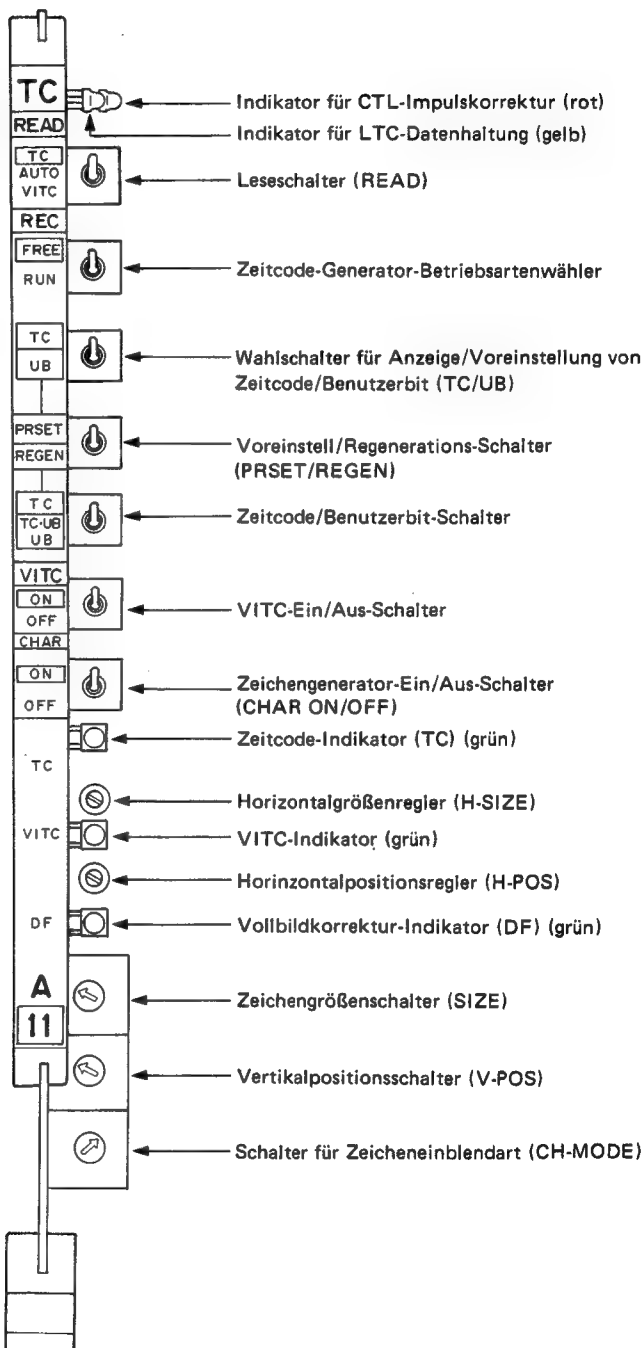 TC
Indikator für CTL-Impulskorrektur (rot)
READ
Indikator für LTC-Datenhaltung (gelb)
TC
AUTO
VITC
Leseschalter (READ)
REC
FREE
RUN
Zeitcode-Generator-Betriebsartenwähler
TC
UB
Wahlschalter für Anzeige/Voreinstellung von
Zeitcode/Benutzerbit (TC/UB)
PRSET
REGEN
Voreinstell/Regenerations-Schalter
(PRSET/REGEN)
TC
TC·UB
UB
Zeitcode/Benutzerbit-Schalter
VITC
ON
OFF
VITC-Ein/Aus-Schalter
CHAR
ON
OFF
Zeichengenerator-Ein/Aus-Schalter
(CHAR ON/OFF)
Zeitcode-Indikator (TC) (grün)
TC
Horizontalgrößenregler (H-SIZE)
VITC
VITC-Indikator (grün)
Horinzontalpositionsregler (H-POS)
DF
Vollbildkorrektur-Indikator (DF) (grün)
A
11
Zeichengrößenschalter (SIZE)
Vertikalpositionsschalter (V-POS)
Schalter für Zeicheneinblendart (CH-MODE)